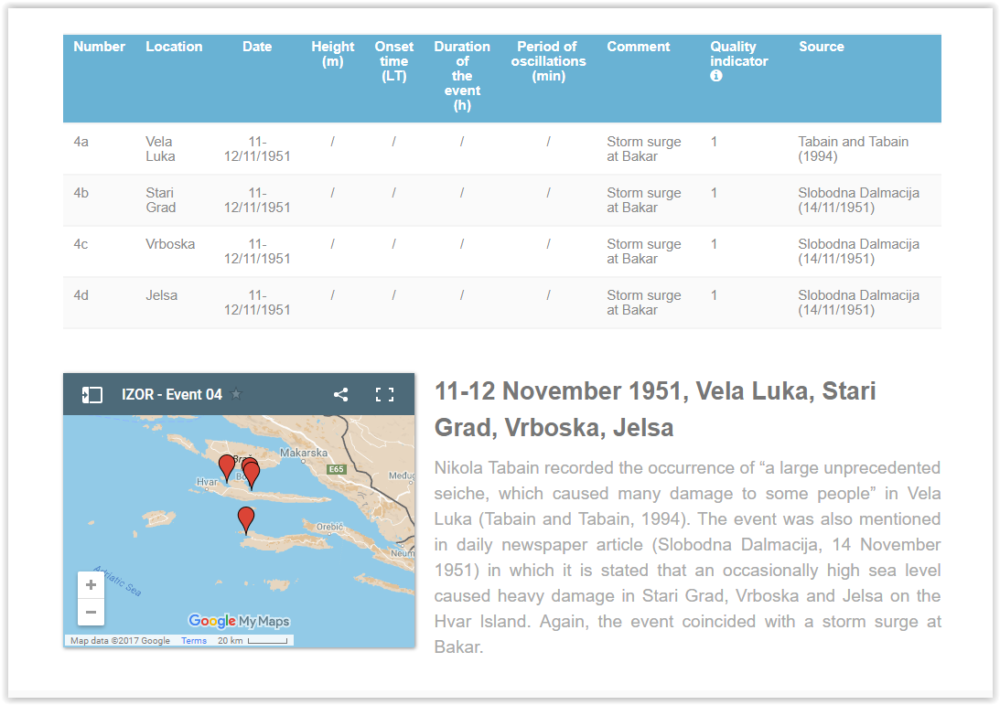 Number Location Date Height (m) Onset time (LT) Duration of the event (h) Period of oscillations (min) Comment Quality indicator Source
4a Vela Luka 11-12/11/1951 / / / / Storm surge at Bakar 1 Tabain and Tabain (1994)
4b Stari Grad 11-12/11/1951 / / / / Storm surge at Bakar 1 Slobodna Dalmacija (14/11/1951)
4c Vrboska 11-12/11/1951 / / / / Storm surge at Bakar 1 Slobodna Dalmacija (14/11/1951)
4d Jelsa 11-12/11/1951 / / / / Storm surge at Bakar 1 Slobodna Dalmacija (14/11/1951)
IZOR - Event 04
Makarska
E65
Hvar
Orebić
Adriatic Sea
+
−
Google My Maps
Map data ©2017 Google Terms 20 km
11-12 November 1951, Vela Luka, Stari
Grad, Vrboska, Jelsa
Nikola Tabain recorded the occurrence of “a large unprecedented
seiche, which caused many damage to some people” in Vela
Luka (Tabain and Tabain, 1994). The event was also mentioned
in daily newspaper article (Slobodna Dalmacija, 14 November
1951) in which it is stated that an occasionally high sea level
caused heavy damage in Stari Grad, Vrboska and Jelsa on the
Hvar Island. Again, the event coincided with a storm surge at
Bakar.